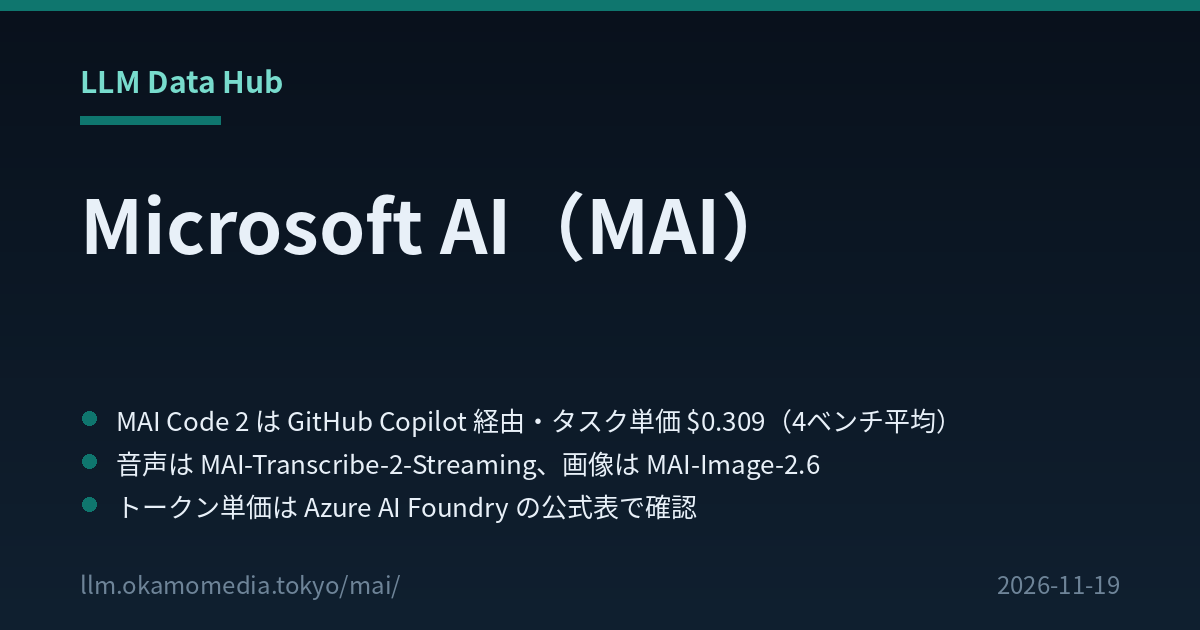 LLM Data Hub
Microsoft AI（MAI）
MAI Code 2 は GitHub Copilot 経由・タスク単価 $0.309（4ベンチ平均）
音声は MAI-Transcribe-2-Streaming、画像は MAI-Image-2.6
トークン単価は Azure AI Foundry の公式表で確認
llm.okamomedia.tokyo/mai/
2026-11-19